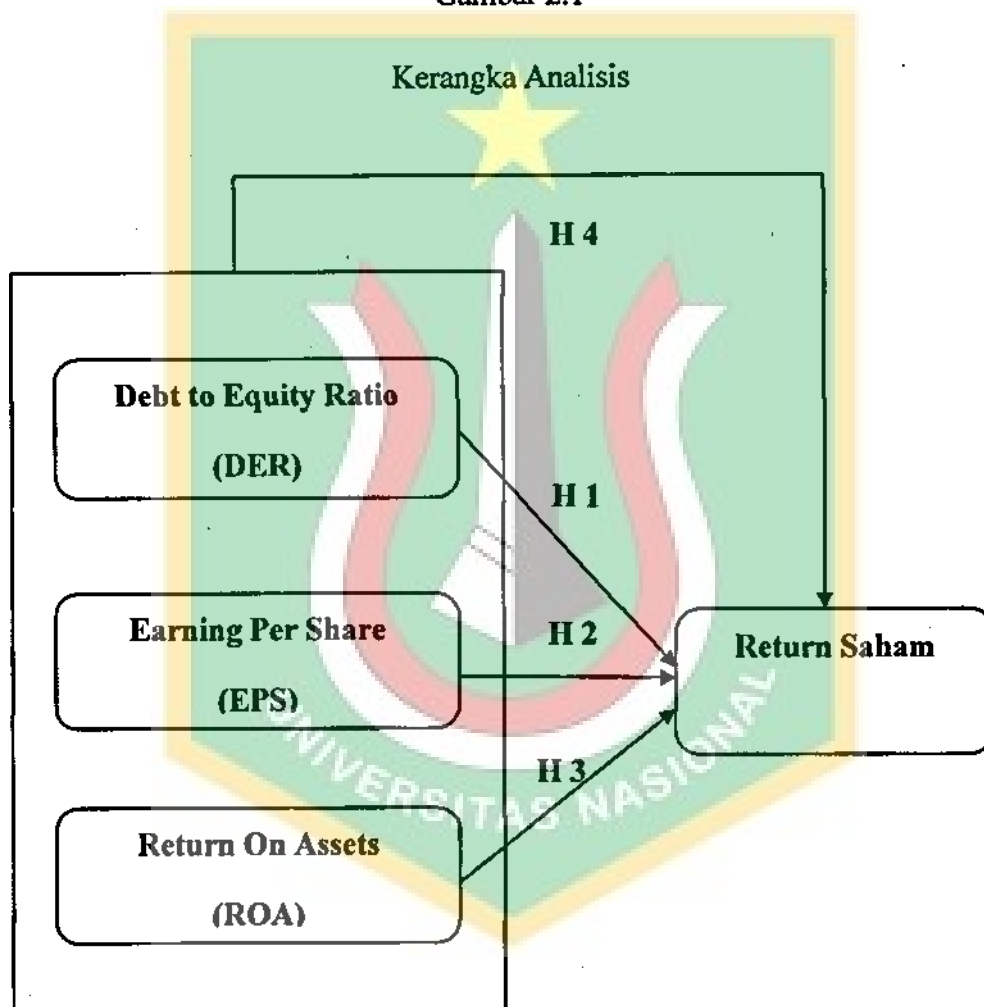 Gambar 2.1
Kerangka Analisis
H 4
Debt to Equity Ratio
(DER)
H 1
Earning Per Share
(EPS)
H 2
Return Saham
H 3
Return On Assets
(ROA)
UNIVERSITAS NASIONAL